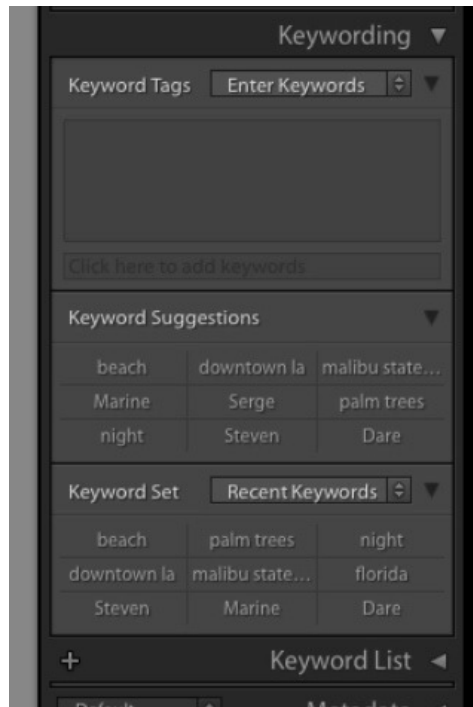 Keywording
Keyword Tags Enter Keywords
Click here to add keywords
Keyword Suggestions
beach downtown la malibu state...
Marine Serge palm trees
night Steven Dare
Keyword Set Recent Keywords
beach palm trees night
downtown la malibu state... florida
Steven Marine Dare
+ Keyword List
Default Metadata